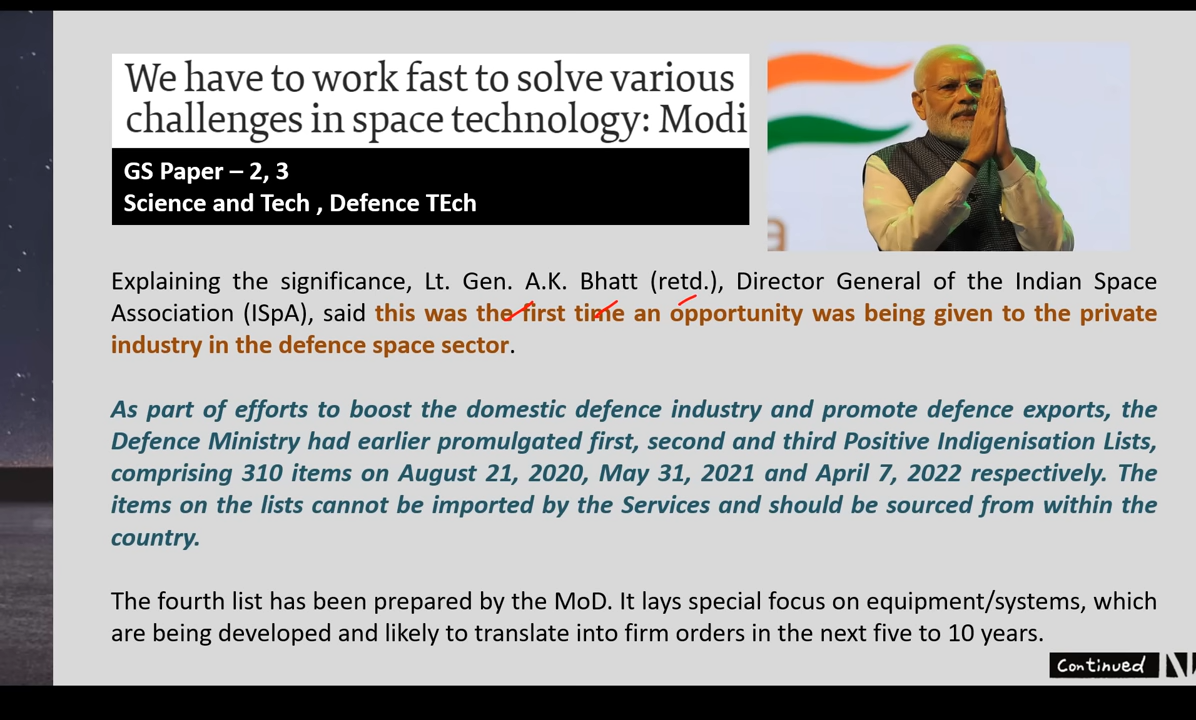 We have to work fast to solve various
challenges in space technology: Modi
GS Paper – 2, 3
Science and Tech , Defence TEch
a
Explaining the significance, Lt. Gen. A.K. Bhatt (retd.), Director General of the Indian Space
Association (ISpA), said this was the first time an opportunity was being given to the private
industry in the defence space sector.
As part of efforts to boost the domestic defence industry and promote defence exports, the
Defence Ministry had earlier promulgated first, second and third Positive Indigenisation Lists,
comprising 310 items on August 21, 2020, May 31, 2021 and April 7, 2022 respectively. The
items on the lists cannot be imported by the Services and should be sourced from within the
country.
The fourth list has been prepared by the MoD. It lays special focus on equipment/systems, which
are being developed and likely to translate into firm orders in the next five to 10 years.
Continued